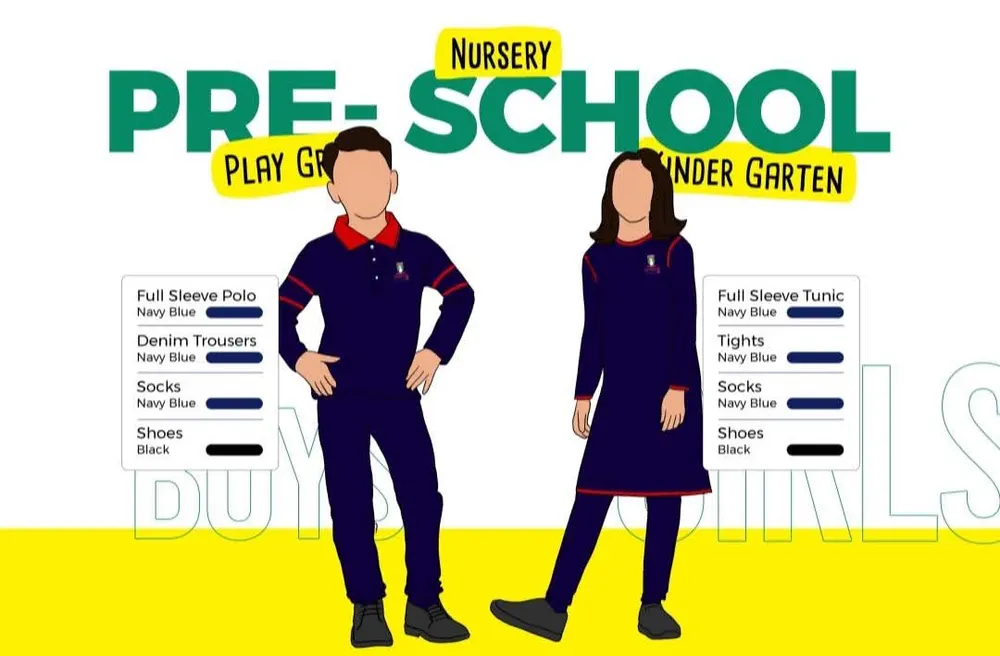 NURSERY
PRE-SCHOOL
PLAY GR
INDER GARTEN
Full Sleeve Polo
Navy Blue
Denim Trousers
Navy Blue
Socks
Navy Blue
Shoes
Black
Full Sleeve Tunic
Navy Blue
Tights
Navy Blue
Socks
Navy Blue
Shoes
Black
BOYS
GIRLS